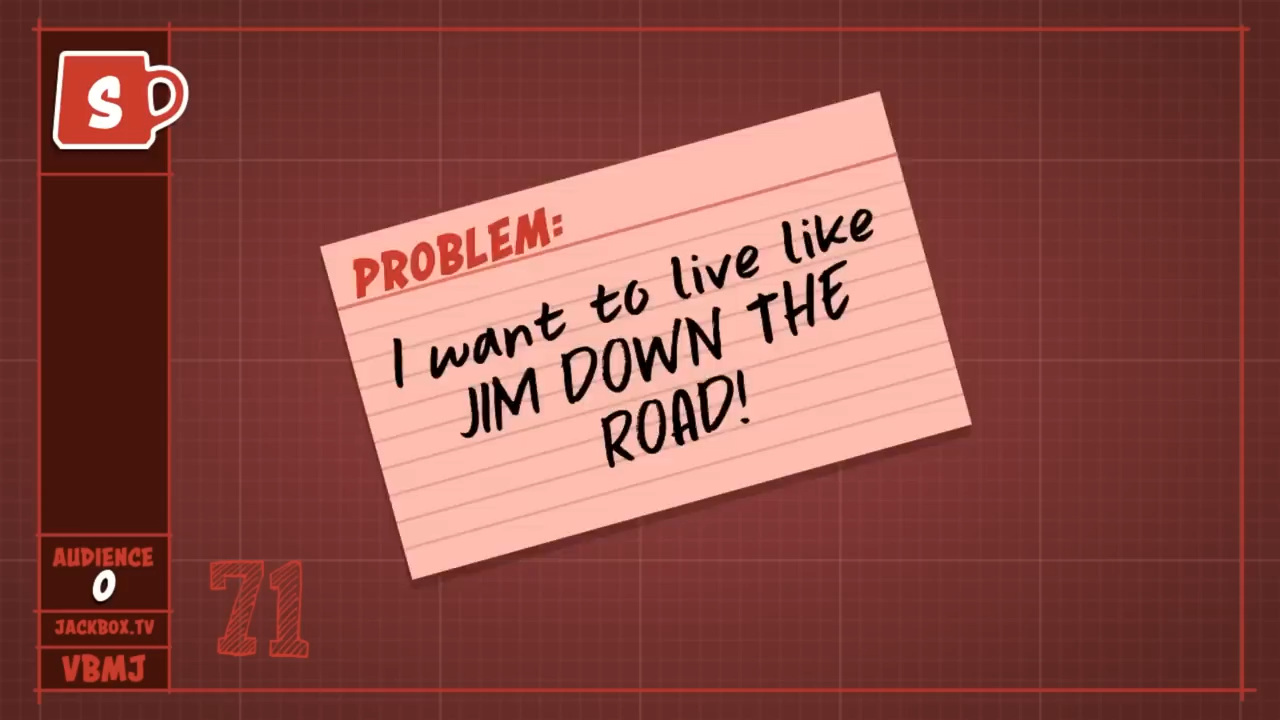 S
PROBLEM:
I want to live like
JIM DOWN THE
ROAD!
AUDIENCE
0
JACKBOX.TV
VBMJ
71